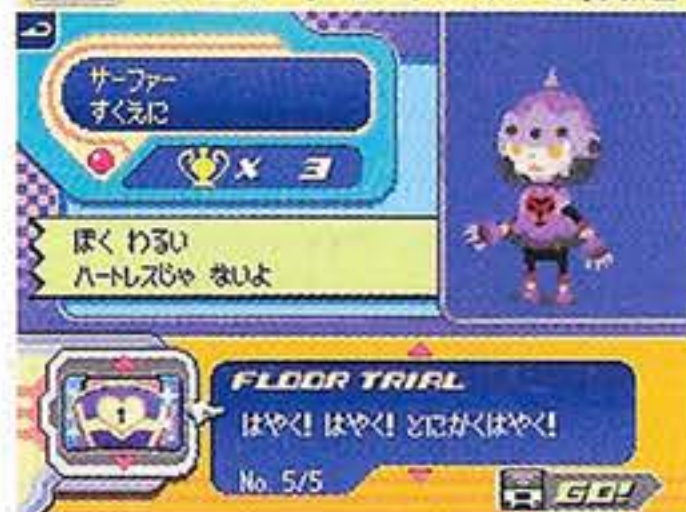 サーファー
すくえに
× 3
ぼく わるい
ハートレスじゃ ないよ
1
FLOOR TRIAL
はやく! はやく! とにかくはやく!
No. 5/5
GO!